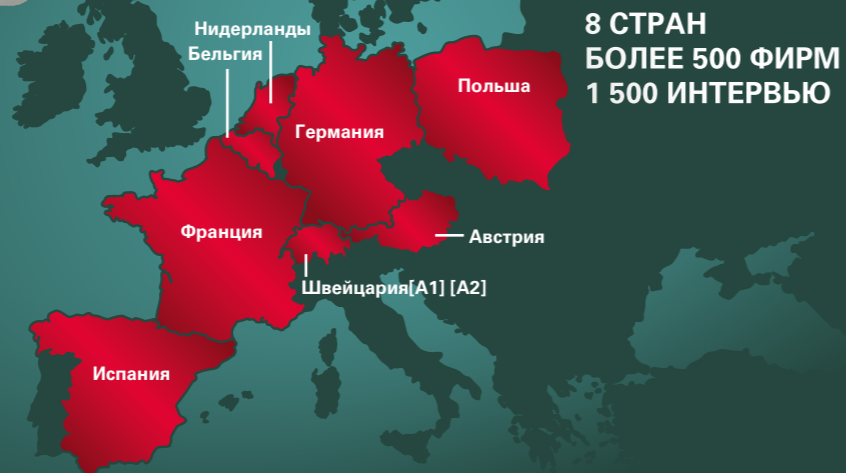 8 СТРАН
БОЛЕЕ 500 ФИРМ
1 500 ИНТЕРВЬЮ
Нидерланды
Бельгия
Польша
Германия
Франция
Австрия
Швейцария[A1] [A2]
Испания